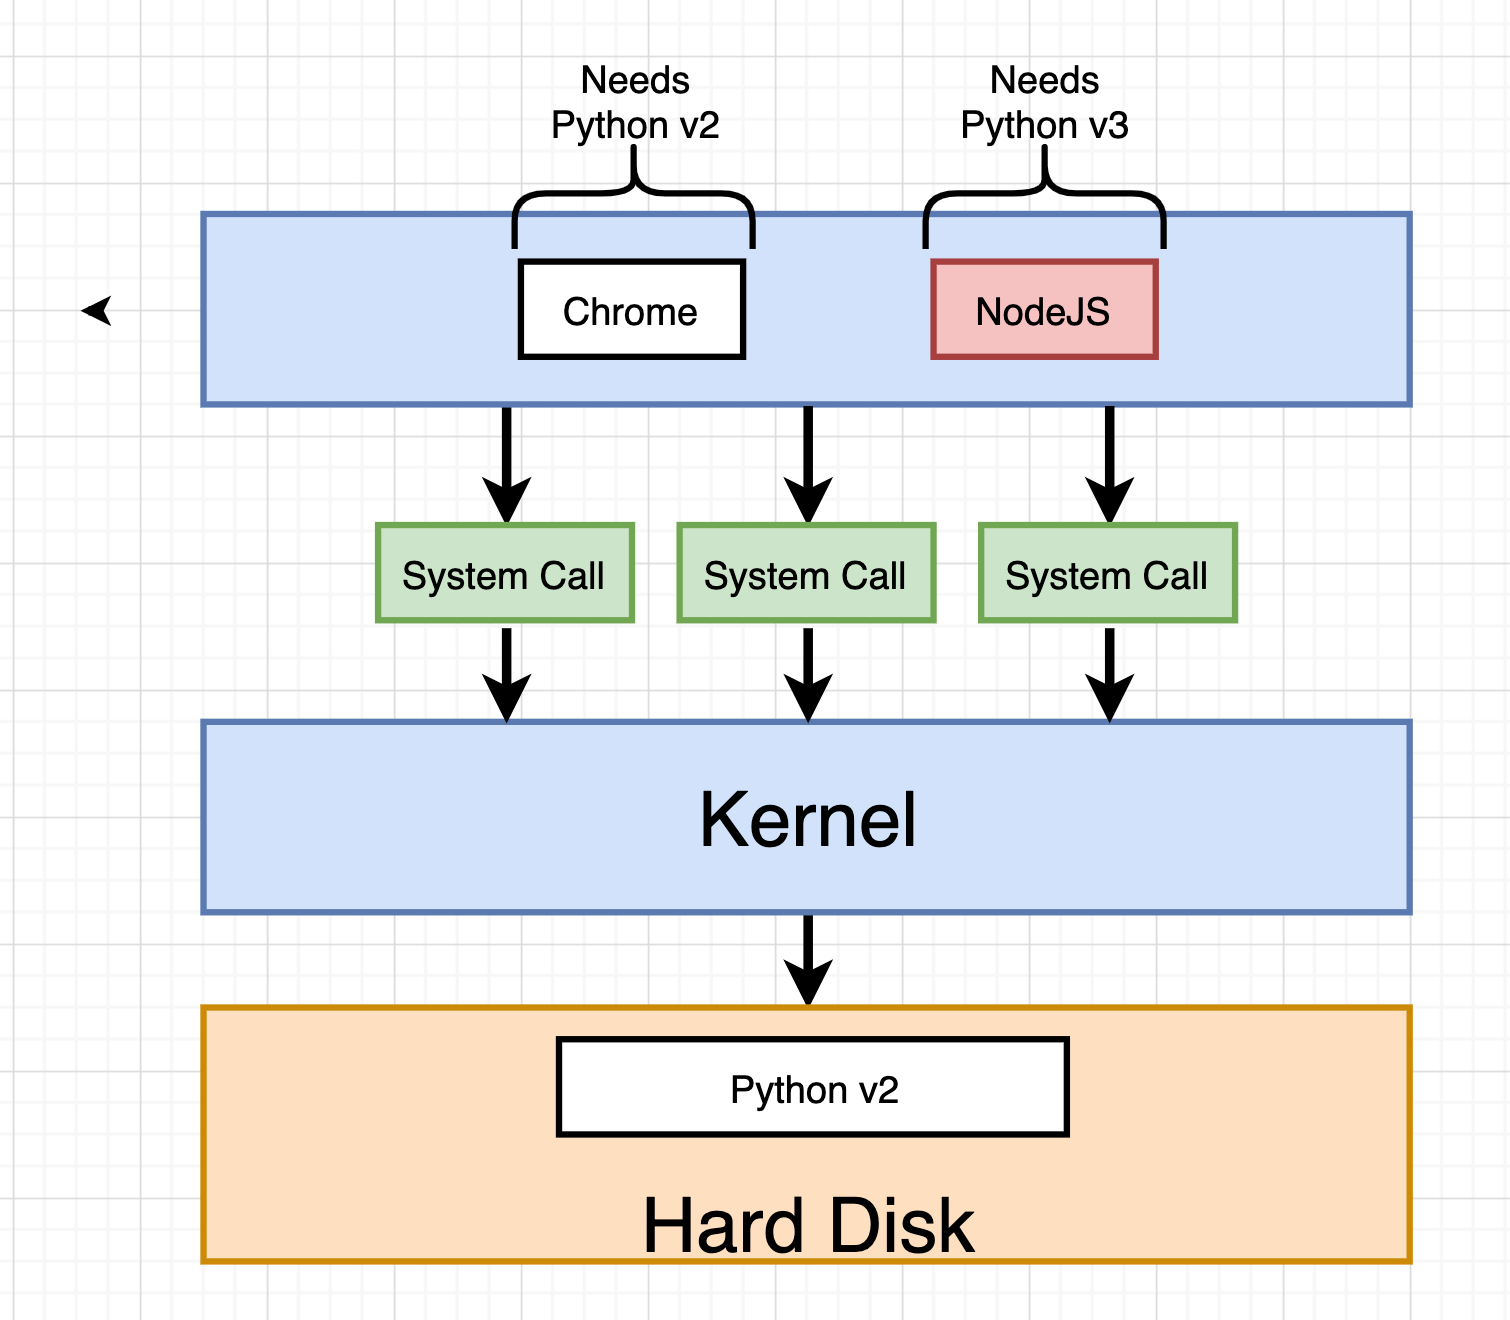 Needs
Python v2
Needs
Python v3
Chrome
NodeJS
System Call
System Call
System Call
Kernel
Python v2
Hard Disk